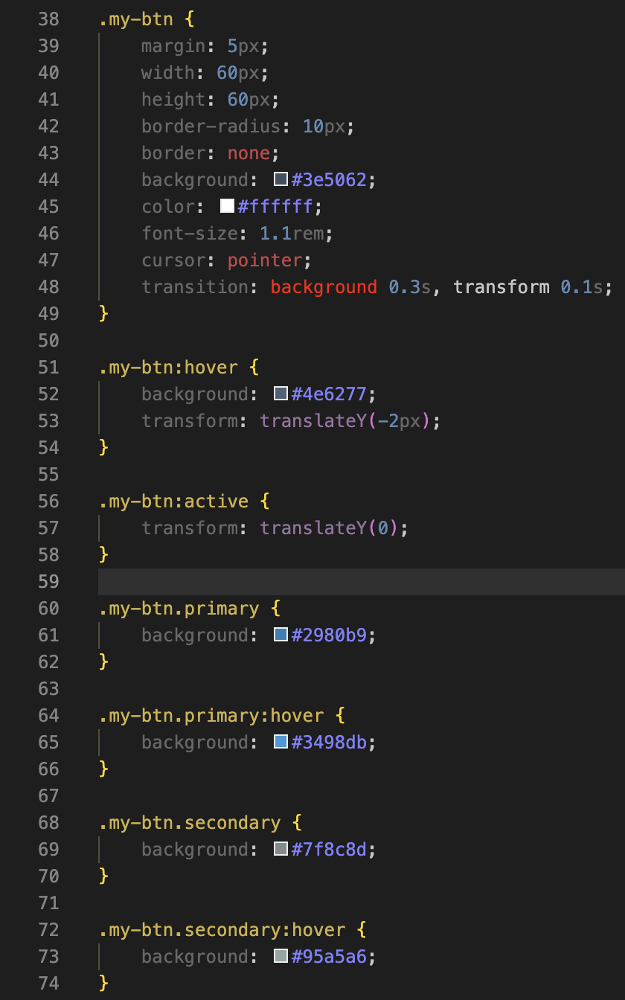 38 .my-btn {
39     margin: 5px;
40     width: 60px;
41     height: 60px;
42     border-radius: 10px;
43     border: none;
44     background: #3e5062;
45     color: #ffffff;
46     font-size: 1.1rem;
47     cursor: pointer;
48     transition: background 0.3s, transform 0.1s;
49 }
50
51 .my-btn:hover {
52     background: #4e6277;
53     transform: translateY(-2px);
54 }
55
56 .my-btn:active {
57     transform: translateY(0);
58 }
59
60 .my-btn.primary {
61     background: #2980b9;
62 }
63
64 .my-btn.primary:hover {
65     background: #3498db;
66 }
67
68 .my-btn.secondary {
69     background: #7f8c8d;
70 }
71
72 .my-btn.secondary:hover {
73     background: #95a5a6;
74 }